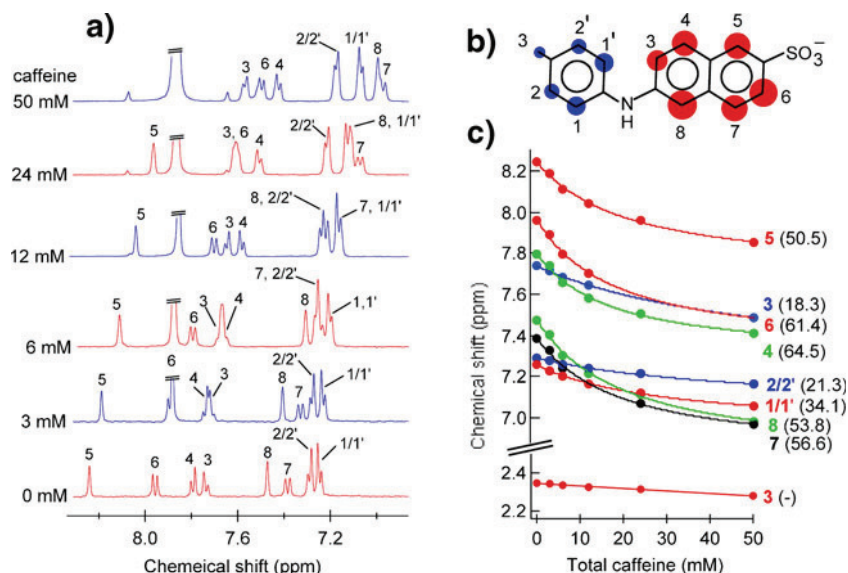 a)
caffeine
50 mM
3 6 4 2/2' 1/1' 8 7
24 mM
5 3, 6 4 2/2' 8, 1/1' 7
12 mM
5 6 3 4 8, 2/2' 7, 1/1'
6 mM
5 6 3 4 8 7, 2/2' 1,1'
3 mM
5 6 4 3 8 7 2/2' 1/1'
0 mM
5 6 4 3 8 7 2/2' 1/1'
8.0 7.6 7.2
Chemeical shift (ppm)
b)
2' 4 5
3 1' 3 SO3−
2 6
1 N
H 8 7
c)
Chemical shift (ppm)
8.2
8.0
7.8
7.6
7.4
7.2
7.0
2.4
2.2
5 (50.5)
3 (18.3)
6 (61.4)
4 (64.5)
2/2' (21.3)
1/1' (34.1)
8 (53.8)
7 (56.6)
3 (-)
0 10 20 30 40 50
Total caffeine (mM)